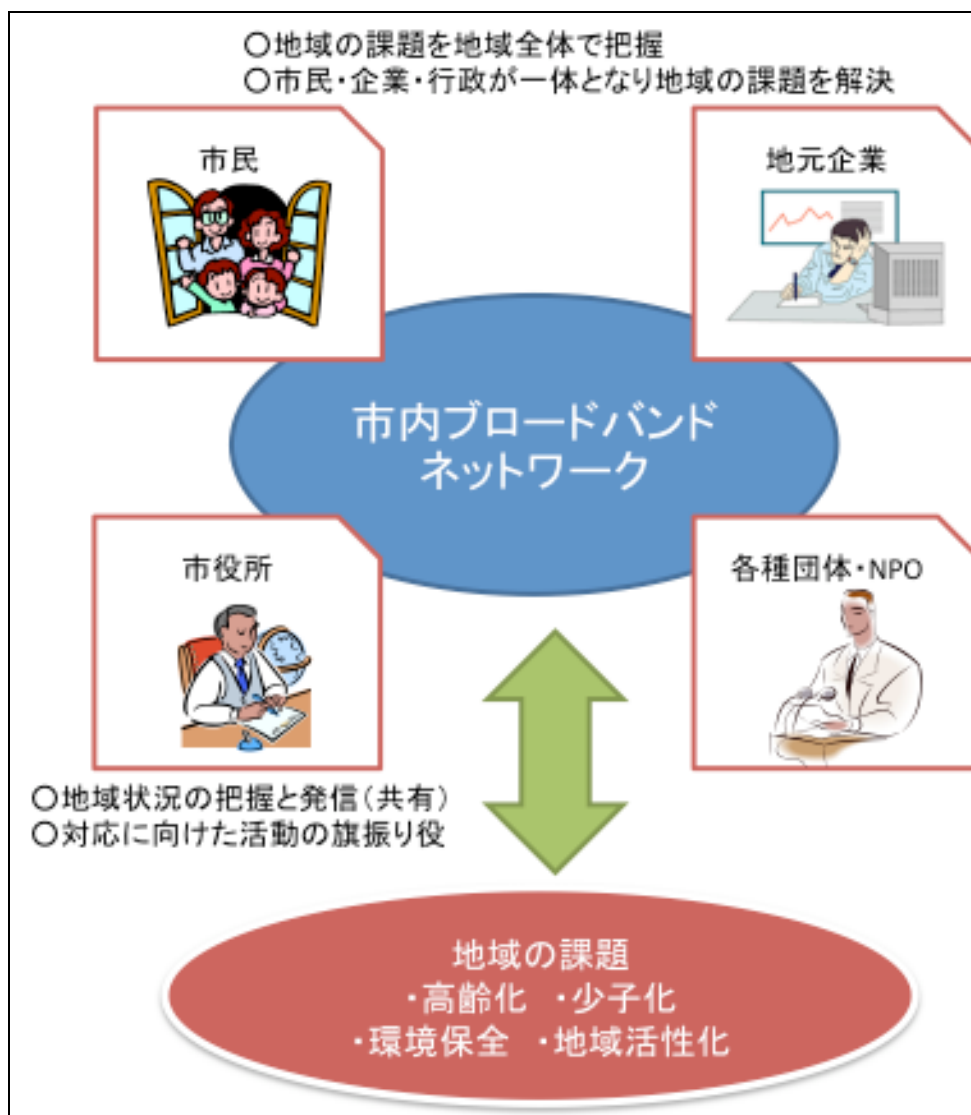 ○地域の課題を地域全体で把握
○市民・企業・行政が一体となり地域の課題を解決
市民
地元企業
市内ブロードバンド
ネットワーク
市役所
各種団体・NPO
○地域状況の把握と発信(共有)
○対応に向けた活動の旗振り役
地域の課題
・高齢化 ・少子化
・環境保全 ・地域活性化